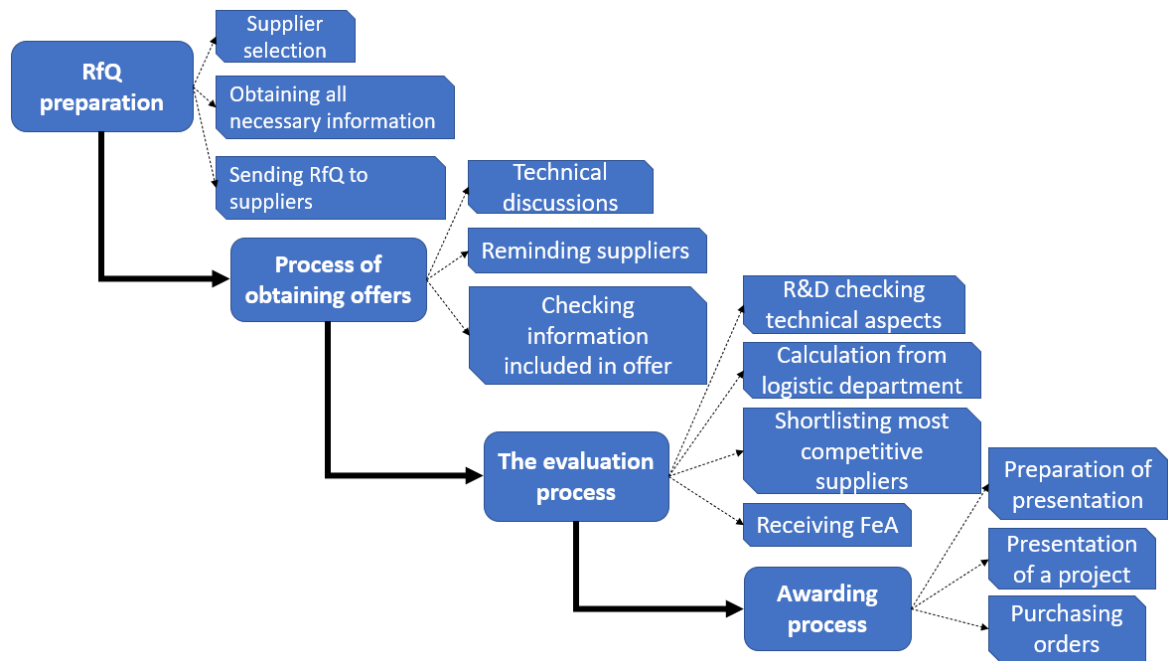 RfQ
preparation
Supplier
selection
Obtaining all
necessary information
Sending RfQ to
suppliers
Process of
obtaining offers
Technical
discussions
Reminding suppliers
Checking
information
included in offer
The evaluation
process
R&D checking
technical aspects
Calculation from
logistic department
Shortlisting most
competitive
suppliers
Receiving FeA
Awarding
process
Preparation of
presentation
Presentation
of a project
Purchasing
orders